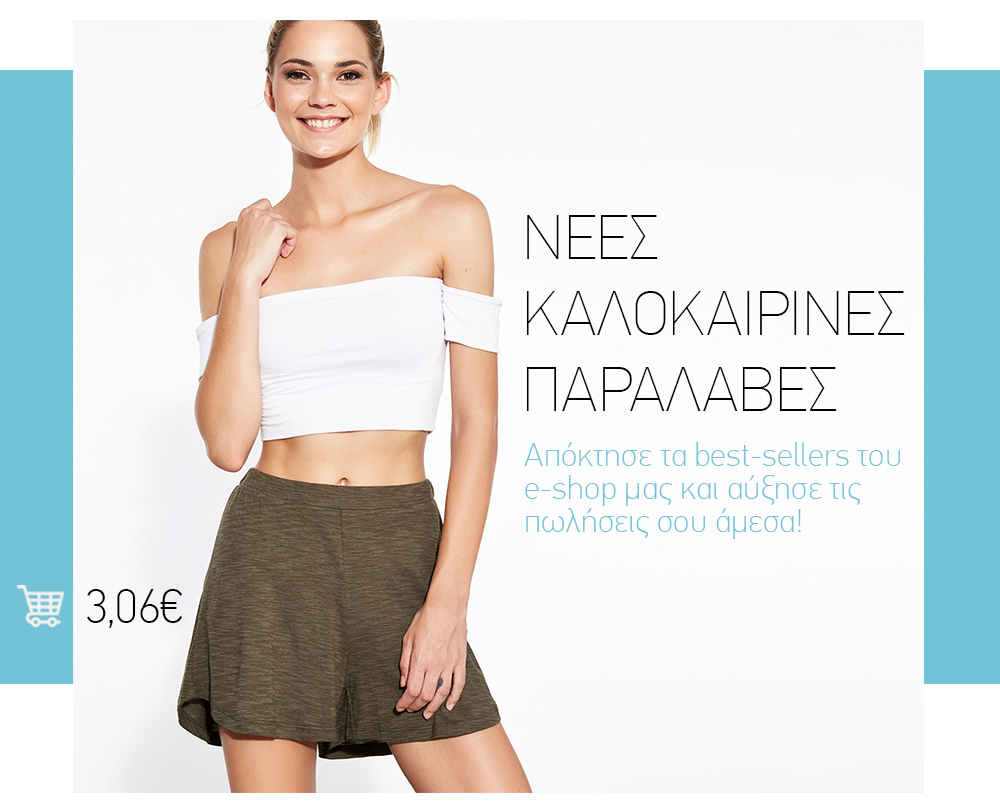 ΝΕΕΣ
ΚΑΛΟΚΑΙΡΙΝΕΣ
ΠΑΡΑΛΑΒΕΣ
Απόκτησε τα best-sellers του
e-shop μας και αύξησε τις
πωλήσεις σου άμεσα!
3,06€